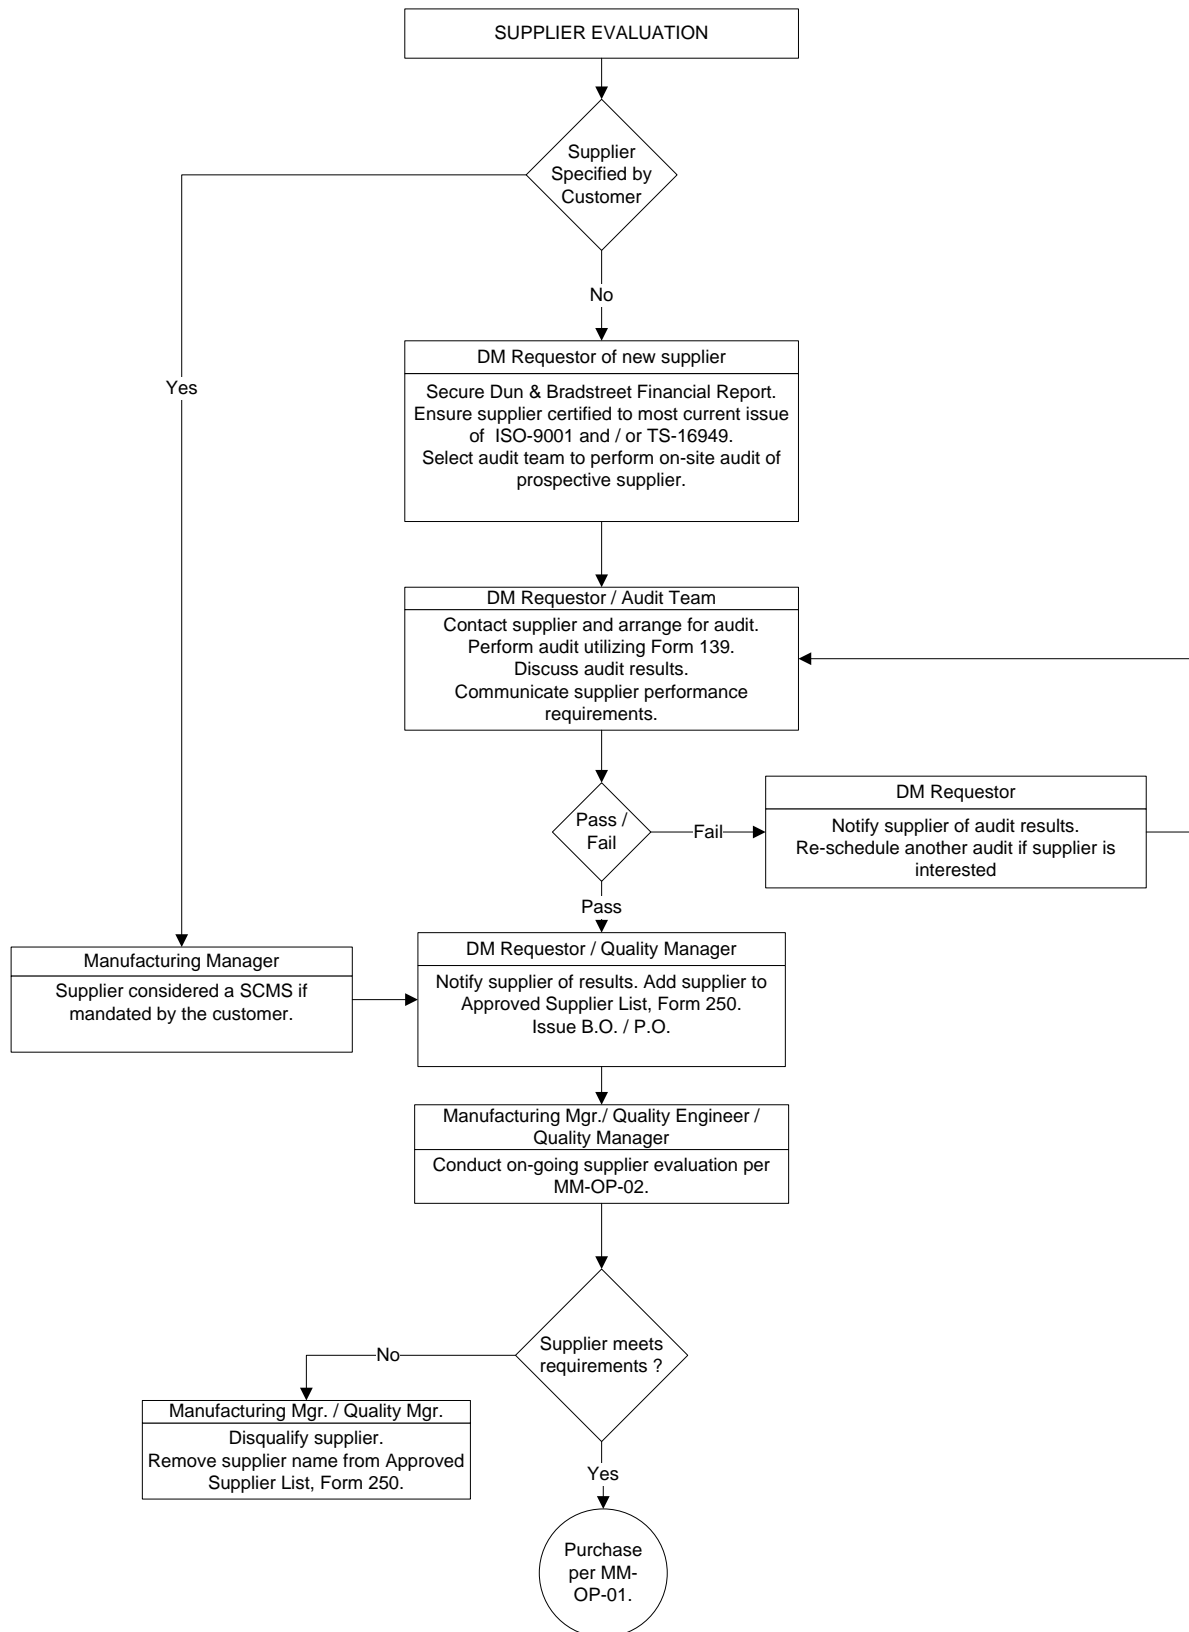 SUPPLIER EVALUATION
Supplier
Specified by
Customer
No
Yes
DM Requestor of new supplier
Secure Dun & Bradstreet Financial Report.
Ensure supplier certified to most current issue
of ISO-9001 and / or TS-16949.
Select audit team to perform on-site audit of
prospective supplier.
DM Requestor / Audit Team
Contact supplier and arrange for audit.
Perform audit utilizing Form 139.
Discuss audit results.
Communicate supplier performance
requirements.
Pass /
Fail
Fail
DM Requestor
Notify supplier of audit results.
Re-schedule another audit if supplier is
interested
Pass
Manufacturing Manager
Supplier considered a SCMS if
mandated by the customer.
DM Requestor / Quality Manager
Notify supplier of results. Add supplier to
Approved Supplier List, Form 250.
Issue B.O. / P.O.
Manufacturing Mgr./ Quality Engineer /
Quality Manager
Conduct on-going supplier evaluation per
MM-OP-02.
Supplier meets
requirements ?
No
Manufacturing Mgr. / Quality Mgr.
Disqualify supplier.
Remove supplier name from Approved
Supplier List, Form 250.
Yes
Purchase
per MM-
OP-01.